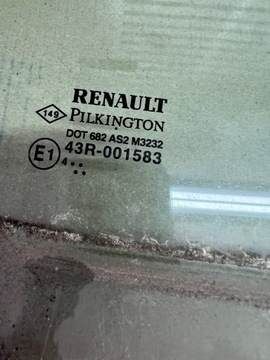 RENAULT
149 PILKINGTON
DOT 682 AS2 M3232
E1 43R-001583
4